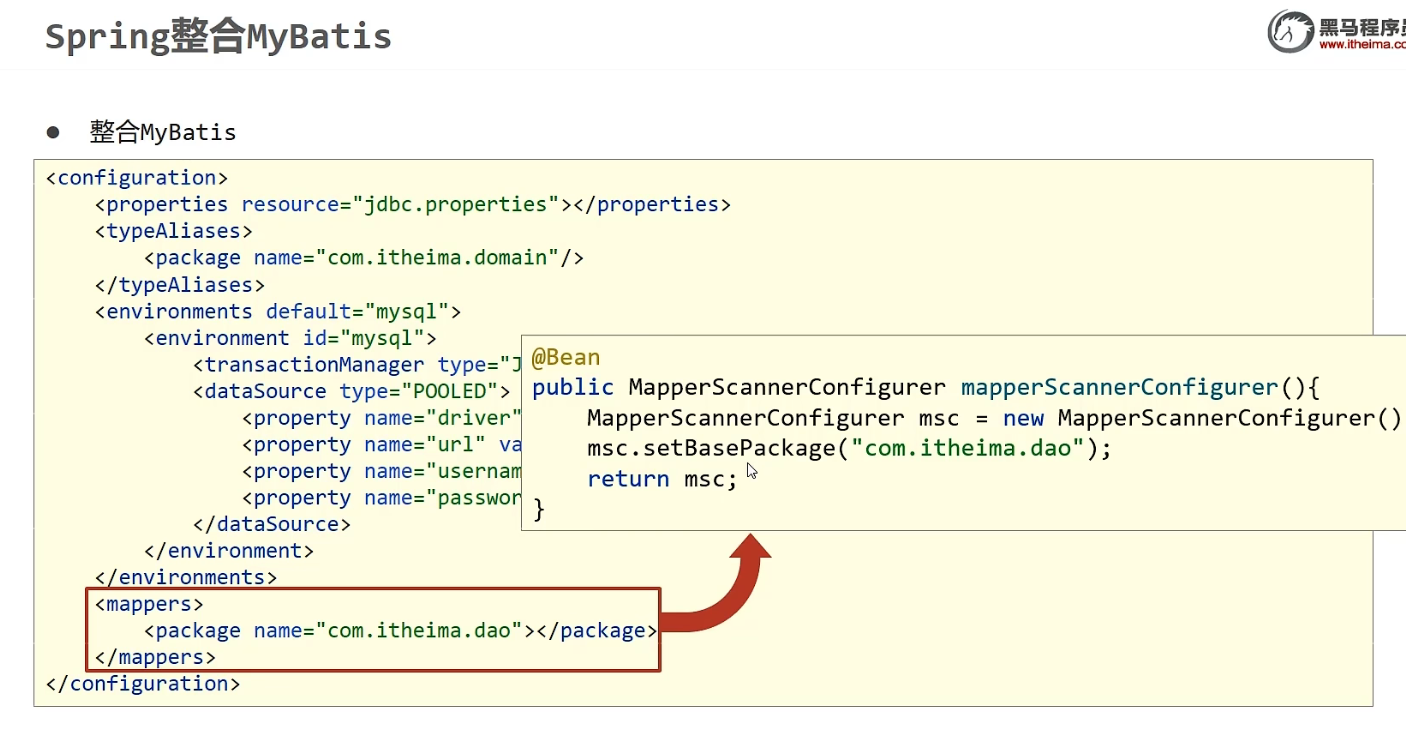 Spring整合MyBatis
黑马程序员
www.itheima.co
● 整合MyBatis
<configuration>
<properties resource="jdbc.properties"></properties>
<typeAliases>
<package name="com.itheima.domain"/>
</typeAliases>
<environments default="mysql">
<environment id="mysql">
<transactionManager type="J
<dataSource type="POOLED">
<property name="driver"
<property name="url" va
<property name="usernam
<property name="passwor
</dataSource>
</environment>
</environments>
<mappers>
<package name="com.itheima.dao"></package>
</mappers>
</configuration>
@Bean
public MapperScannerConfigurer mapperScannerConfigurer(){
MapperScannerConfigurer msc = new MapperScannerConfigurer()
msc.setBasePackage("com.itheima.dao");
return msc;
}